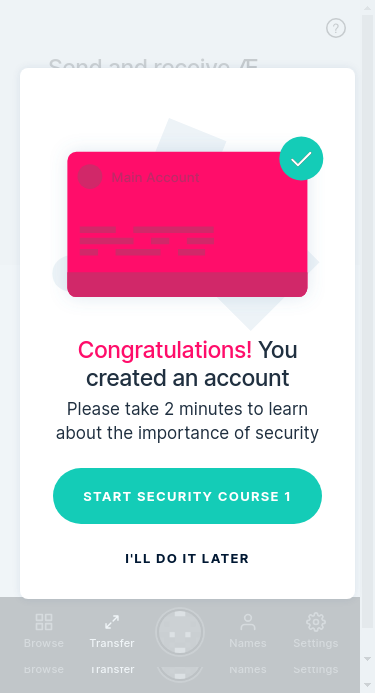 Send and receive Æ
Main Account
Congratulations! You
created an account
Please take 2 minutes to learn
about the importance of security
START SECURITY COURSE 1
I'LL DO IT LATER
Browse Transfer Names Settings
Browse Transfer Names Settings